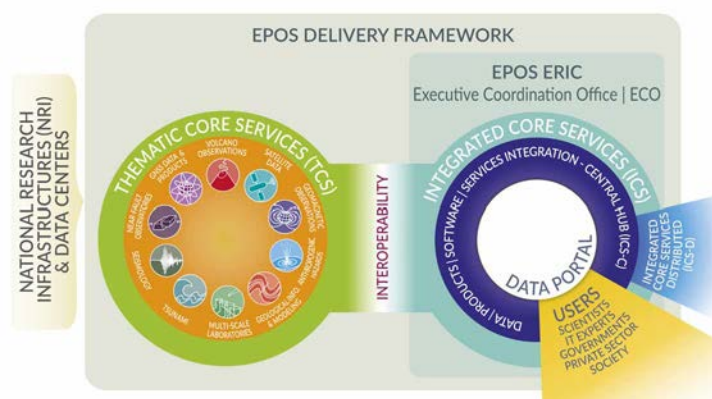 EPOS DELIVERY FRAMEWORK
EPOS ERIC
Executive Coordination Office | ECO
NATIONAL RESEARCH
INFRASTRUCTURES (NRI)
& DATA CENTERS
THEMATIC CORE SERVICES (TCS)
VOLCANO
OBSERVATIONS
SATELLITE
DATA
GEOMAGNETIC
OBSERVATIONS
ANTHROPOGENIC
HAZARDS
GEOLOGICAL INFO
& MODELING
MULTI-SCALE
LABORATORIES
TSUNAMI
SEISMOLOGY
NEAR FAULT
OBSERVATORIES
GNSS DATA &
PRODUCTS
INTEROPERABILITY
INTEGRATED CORE SERVICES (ICS)
DATA | PRODUCTS | SOFTWARE | SERVICES INTEGRATION - CENTRAL HUB (ICS-C)
DATA PORTAL
INTEGRATED
CORE SERVICES
DISTRIBUTED
(ICS-D)
USERS
SCIENTISTS
IT EXPERTS
GOVERNMENTS
PRIVATE SECTOR
SOCIETY